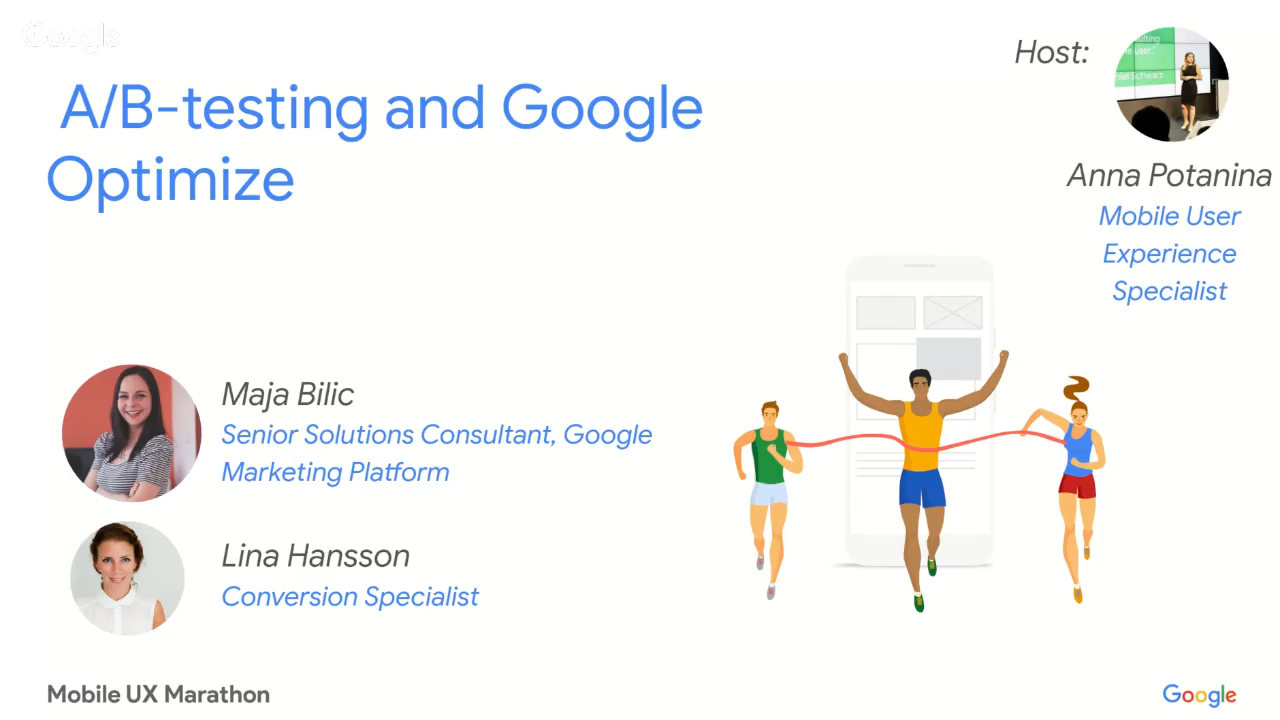 Google
A/B-testing and Google
Optimize
Host:
Anna Potanina
Mobile User
Experience
Specialist
Maja Bilic
Senior Solutions Consultant, Google
Marketing Platform
Lina Hansson
Conversion Specialist
Mobile UX Marathon
Google